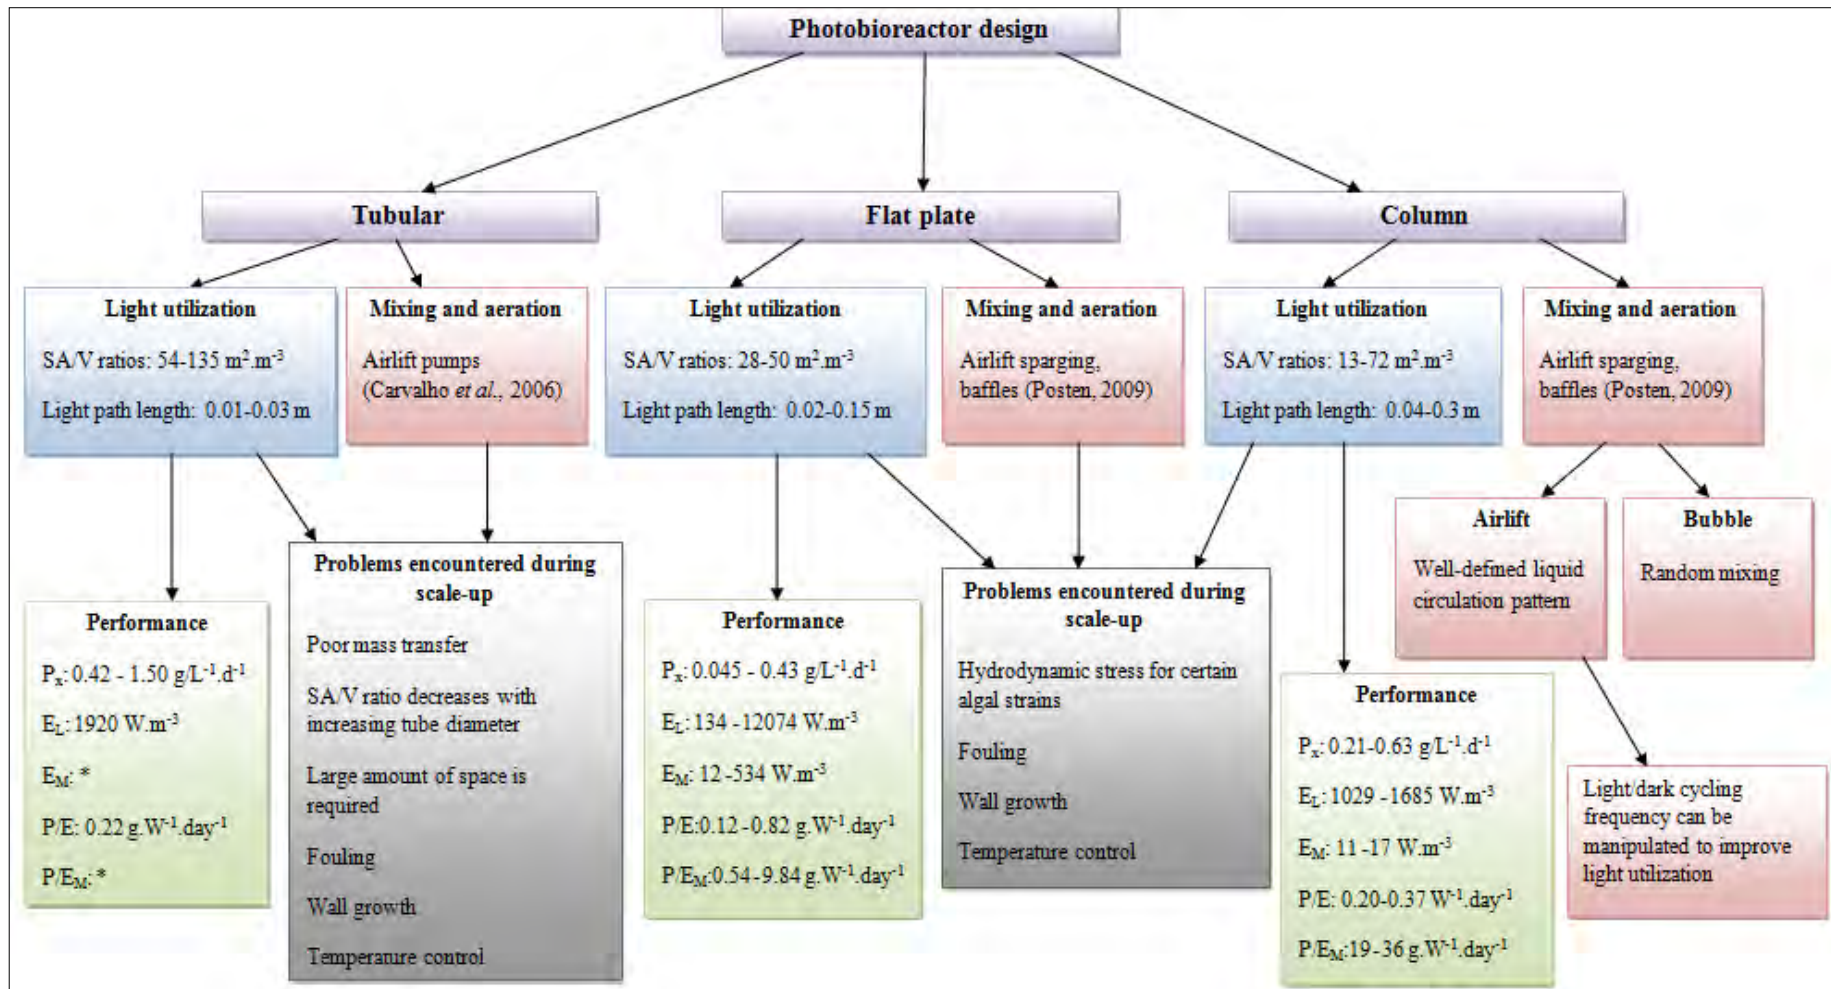 Photobioreactor design
Tubular
Flat plate
Column
Light utilization
SA/V ratios: 54-135 m².m⁻³
Light path length: 0.01-0.03 m
Mixing and aeration
Airlift pumps
(Carvalho et al., 2006)
Light utilization
SA/V ratios: 28-50 m².m⁻³
Light path length: 0.02-0.15 m
Mixing and aeration
Airlift sparging,
baffles (Posten, 2009)
Light utilization
SA/V ratios: 13-72 m².m⁻³
Light path length: 0.04-0.3 m
Mixing and aeration
Airlift sparging,
baffles (Posten, 2009)
Airlift
Well-defined liquid
circulation pattern
Bubble
Random mixing
Performance
Pₓ: 0.42 - 1.50 g/L⁻¹.d⁻¹
E_L: 1920 W.m⁻³
E_M: *
P/E: 0.22 g.W⁻¹.day⁻¹
P/E_M: *
Problems encountered during
scale-up
Poor mass transfer
SA/V ratio decreases with
increasing tube diameter
Large amount of space is
required
Fouling
Wall growth
Temperature control
Performance
Pₓ: 0.045 - 0.43 g/L⁻¹.d⁻¹
E_L: 134 -12074 W.m⁻³
E_M: 12 -534 W.m⁻³
P/E:0.12 -0.82 g.W⁻¹.day⁻¹
P/E_M:0.54-9.84 g.W⁻¹.day⁻¹
Problems encountered during
scale-up
Hydrodynamic stress for certain
algal strains
Fouling
Wall growth
Temperature control
Performance
Pₓ: 0.21-0.63 g/L⁻¹.d⁻¹
E_L: 1029 -1685 W.m⁻³
E_M: 11 -17 W.m⁻³
P/E: 0.20-0.37 W⁻¹.day⁻¹
P/E_M:19 -36 g.W⁻¹.day⁻¹
Light/dark cycling
frequency can be
manipulated to improve
light utilization